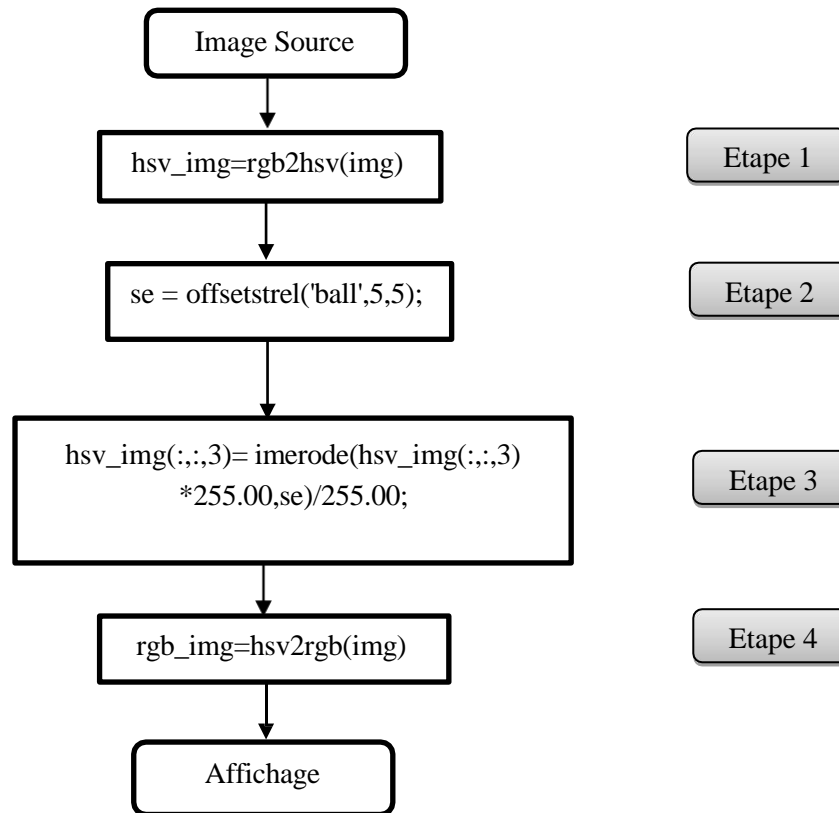 Image Source
hsv_img=rgb2hsv(img)
Etape 1
se = offsetstrel('ball',5,5);
Etape 2
hsv_img(:,:,3)= imerode(hsv_img(:,:,3)
*255.00,se)/255.00;
Etape 3
rgb_img=hsv2rgb(img)
Etape 4
Affichage